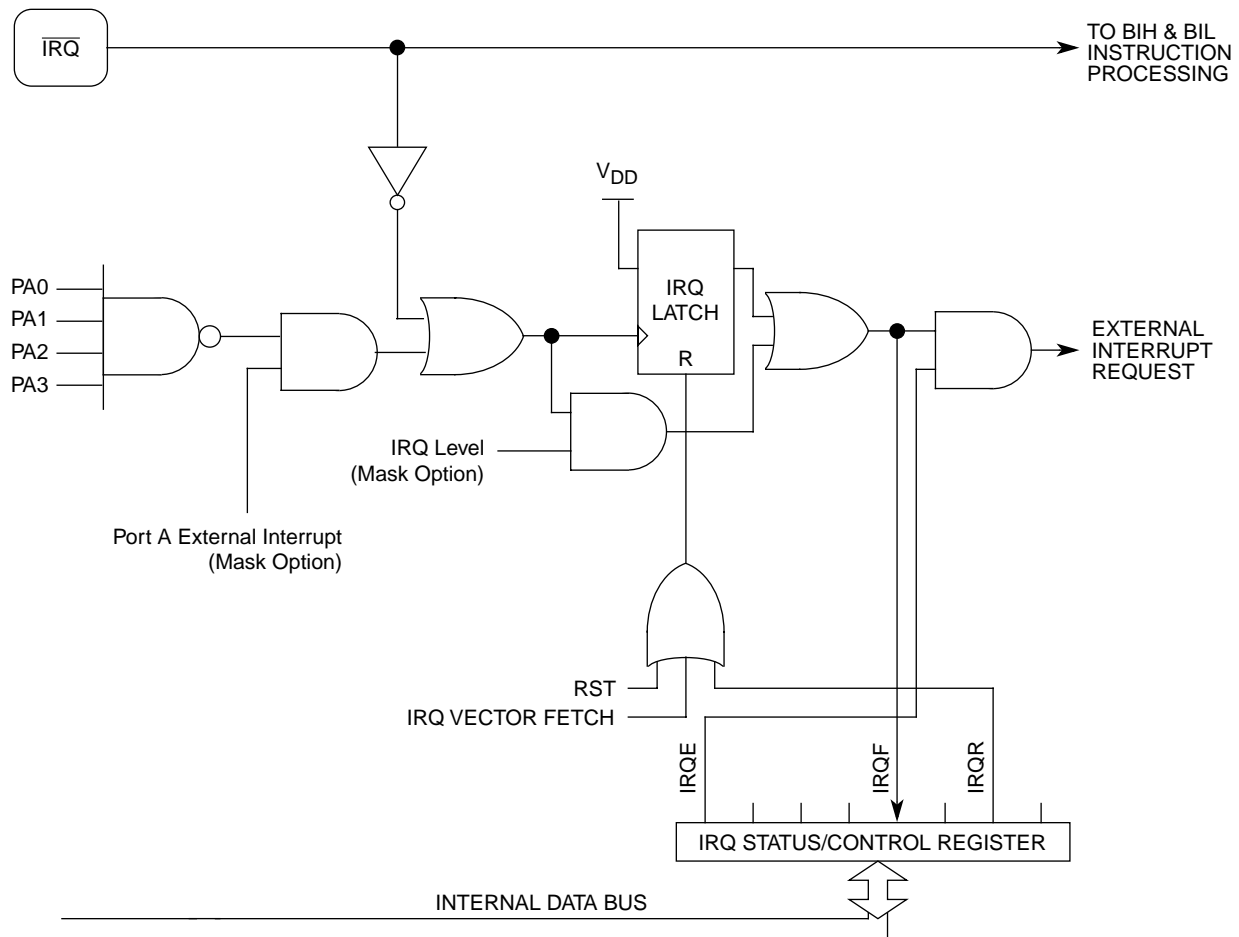 IRQ
TO BIH & BIL
INSTRUCTION
PROCESSING
VDD
PA0
PA1
PA2
PA3
IRQ
LATCH
R
EXTERNAL
INTERRUPT
REQUEST
IRQ Level
(Mask Option)
Port A External Interrupt
(Mask Option)
RST
IRQ VECTOR FETCH
IRQE
IRQF
IRQR
IRQ STATUS/CONTROL REGISTER
INTERNAL DATA BUS